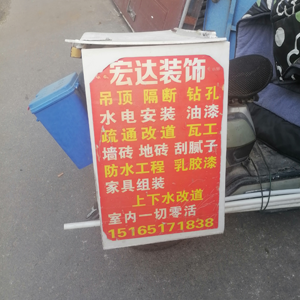 宏达装饰
吊顶 隔断 钻孔
水电安装 油漆
疏通改道 瓦工
墙砖 地砖 刮腻子
防水工程 乳胶漆
家具组装
上下水改道
室内一切零活
15165171838